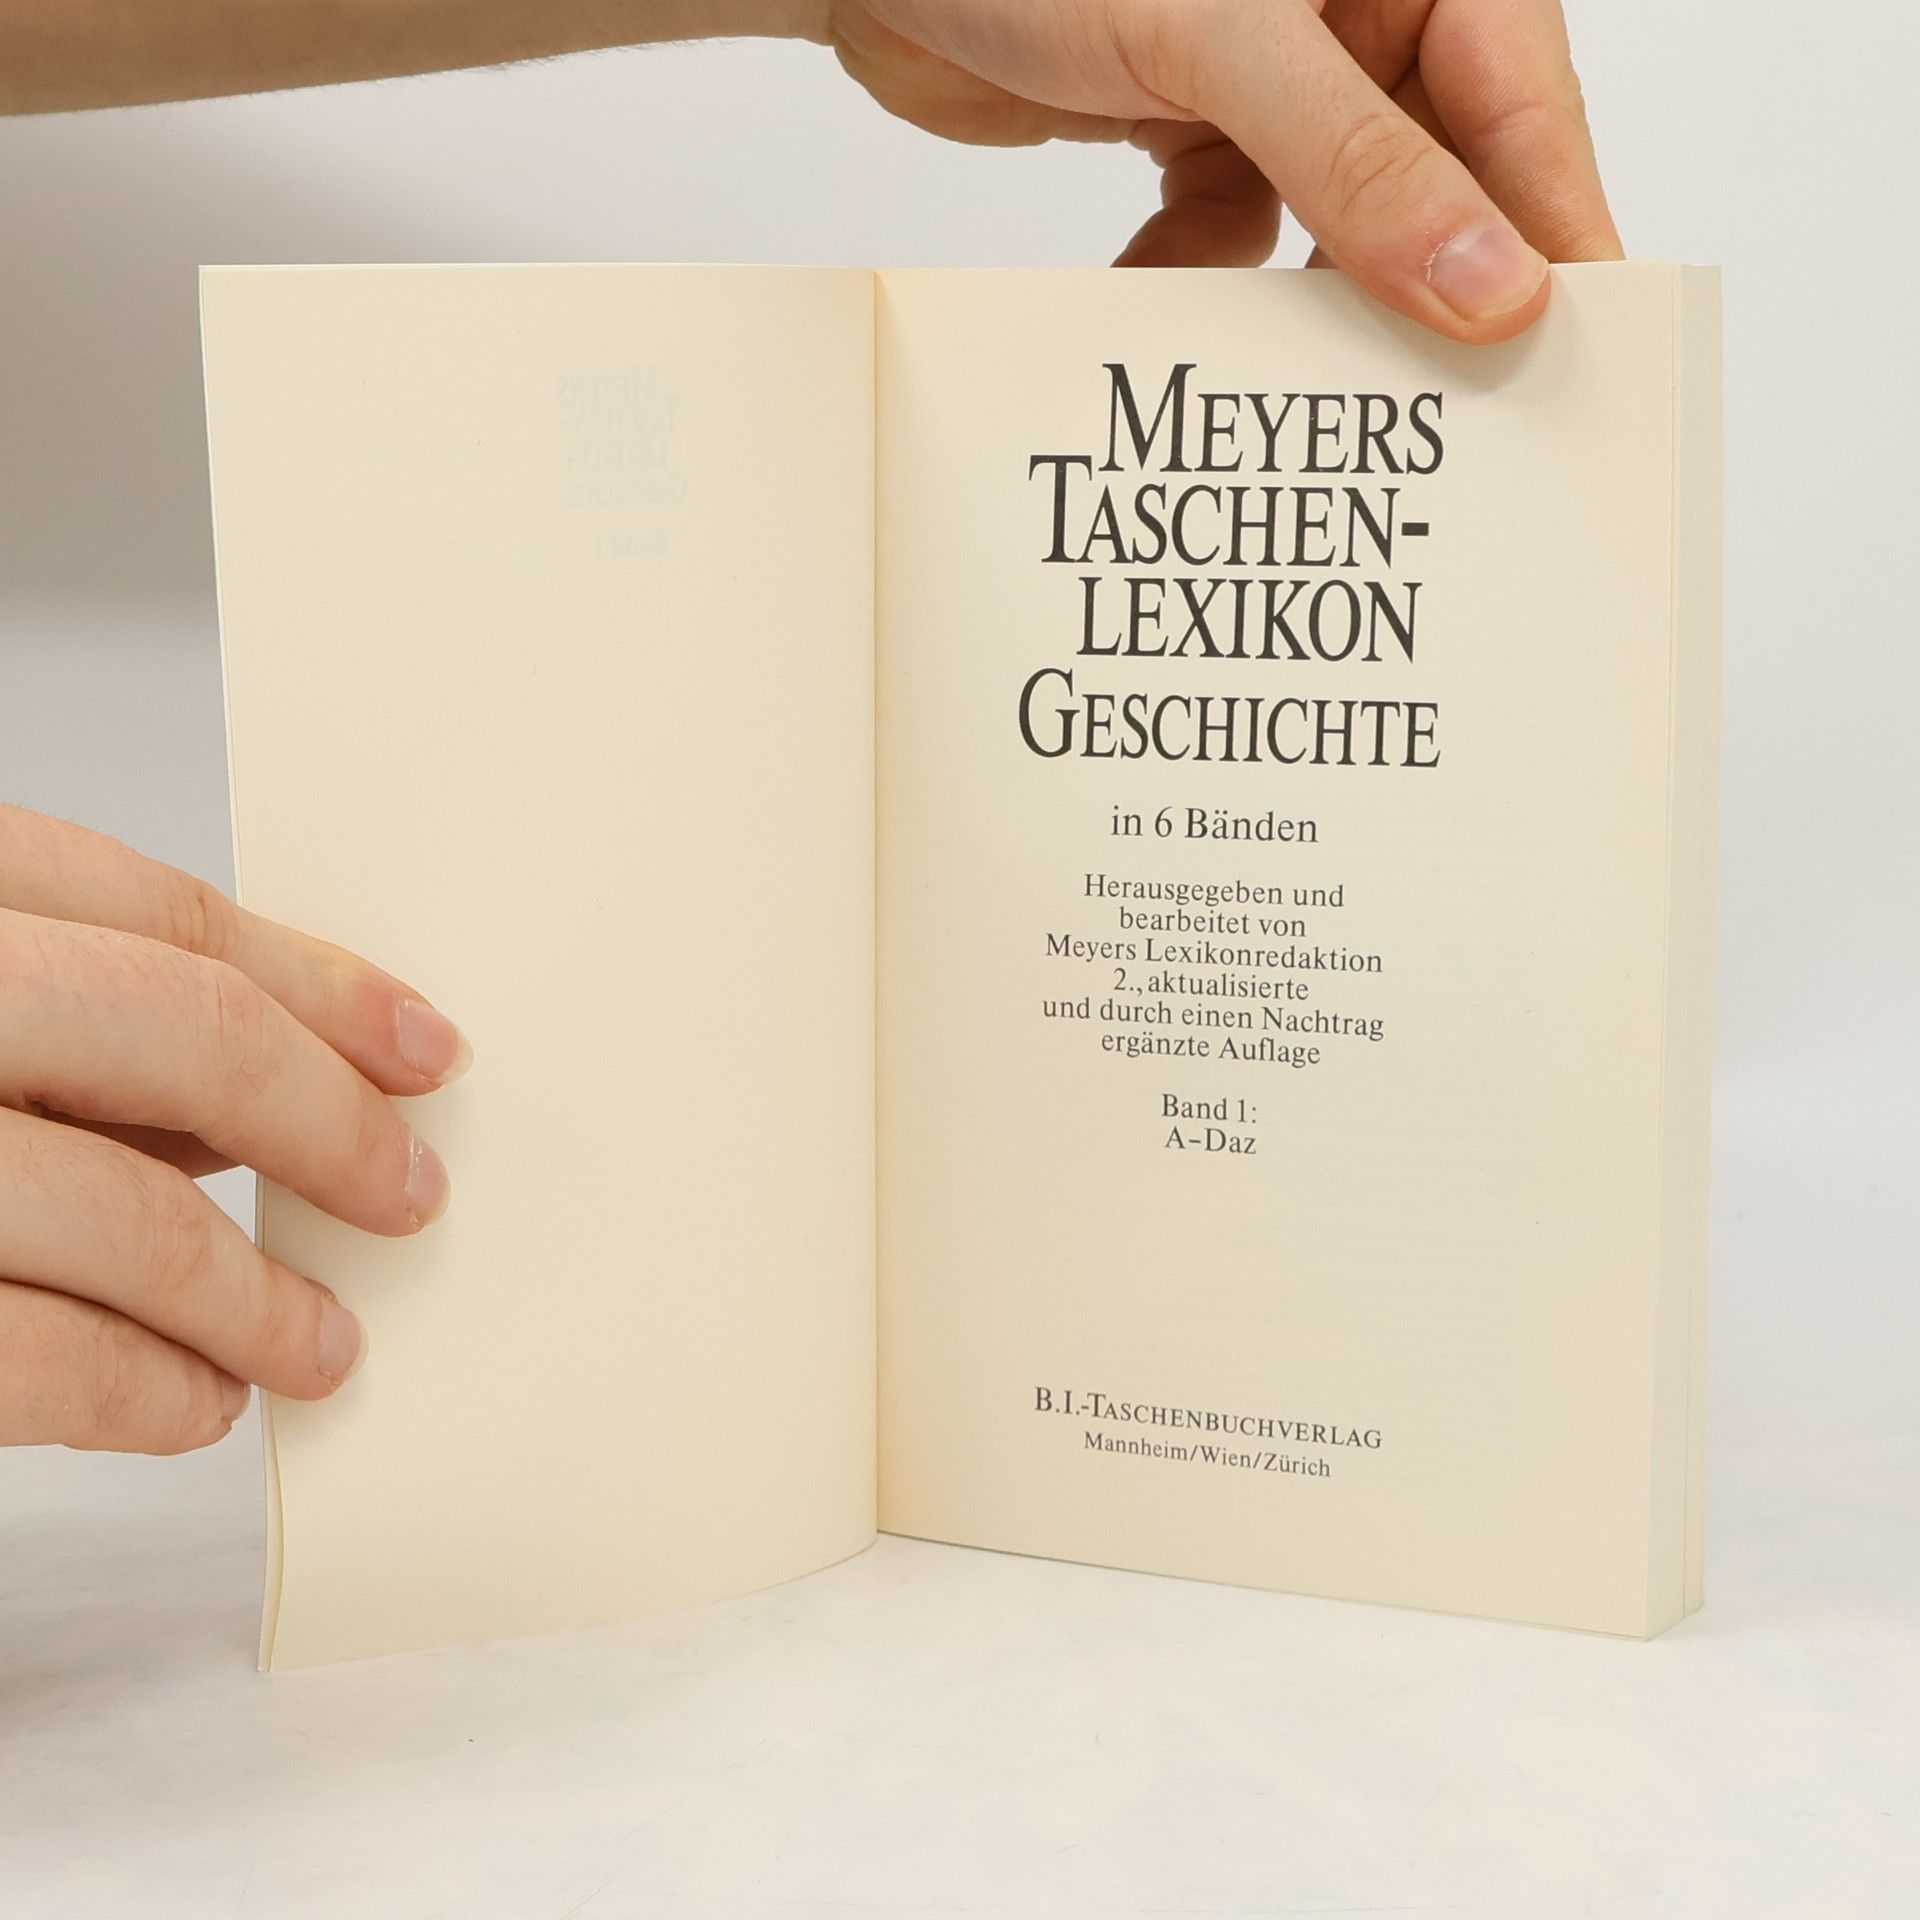 MEYERS
TASCHEN-
LEXIKON
GESCHICHTE
in 6 Bänden
Herausgegeben und
bearbeitet von
Meyers Lexikonredaktion
2., aktualisierte
und durch einen Nachtrag
ergänzte Auflage
Band 1:
A-Daz
B.I.-TASCHENBUCHVERLAG
Mannheim/Wien/Zürich